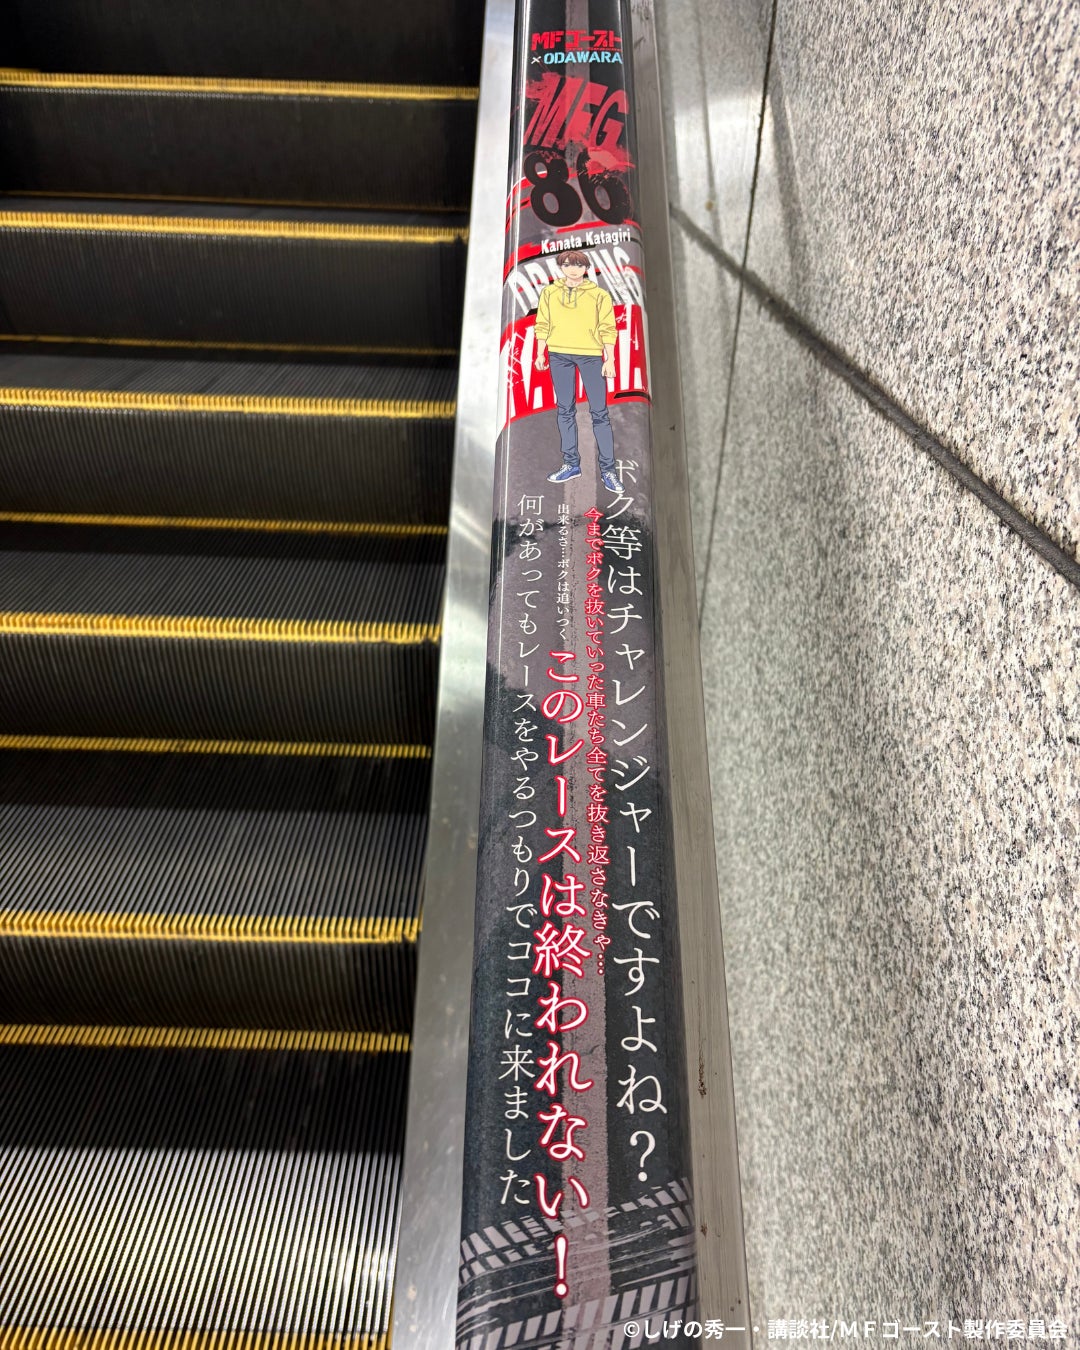 MFゴースト
×ODAWARA
MFG
86
Kanata Katagiri
ボク等はチャレンジャーですよね?
今までボクを抜いていった車たち全てを抜き返さなきゃ…
出来るさ…ボクは追いつく
このレースは終われない!
何があってもレースをやるつもりでココに来ました
©しげの秀一・講談社/MFゴースト製作委員会